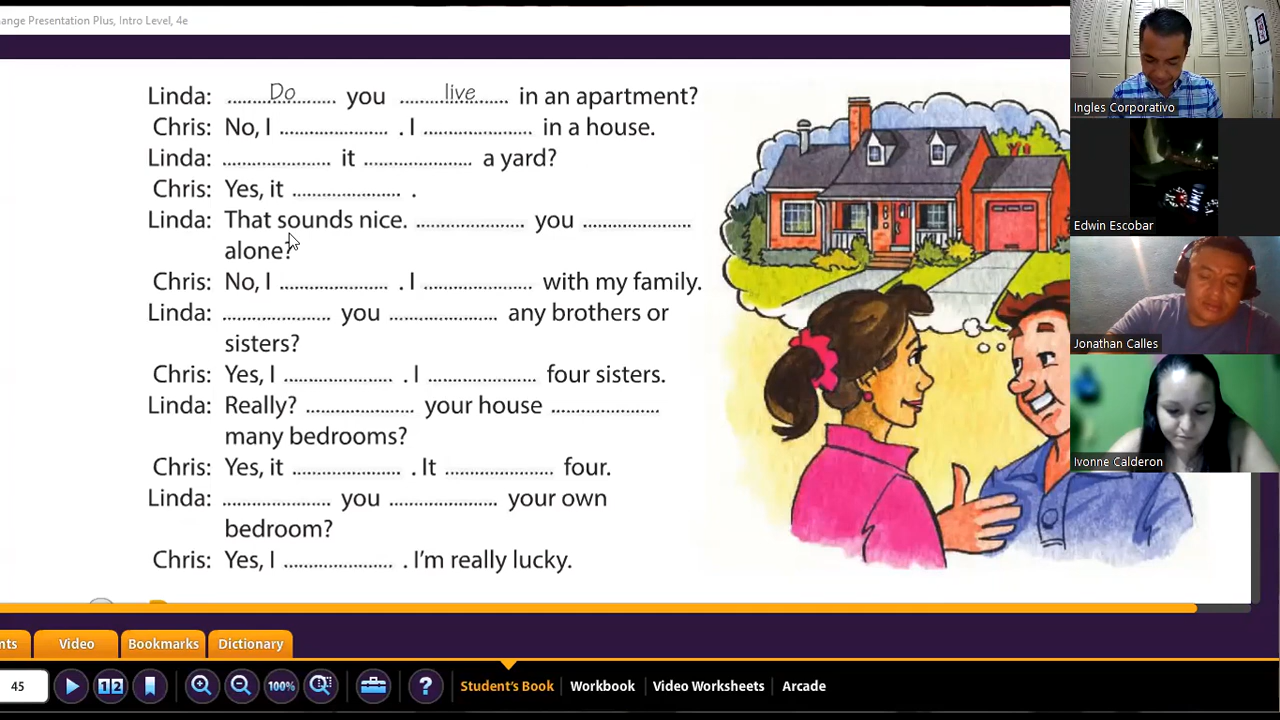 hange Presentation Plus, Intro Level, 4e
Linda: Do you live in an apartment?
Chris: No, I .................... . I .................... in a house.
Linda: .................... it .................... a yard?
Chris: Yes, it .................... .
Linda: That sounds nice. .................... you ....................
alone?
Chris: No, I .................... . I .................... with my family.
Linda: .................... you .................... any brothers or
sisters?
Chris: Yes, I .................... . I .................... four sisters.
Linda: Really? .................... your house ....................
many bedrooms?
Chris: Yes, it .................... . It .................... four.
Linda: .................... you .................... your own
bedroom?
Chris: Yes, I .................... . I'm really lucky.
Ingles Corporativo
Edwin Escobar
Jonathan Calles
Ivonne Calderon
nts Video Bookmarks Dictionary
45 1 2 100% ? Student's Book Workbook Video Worksheets Arcade